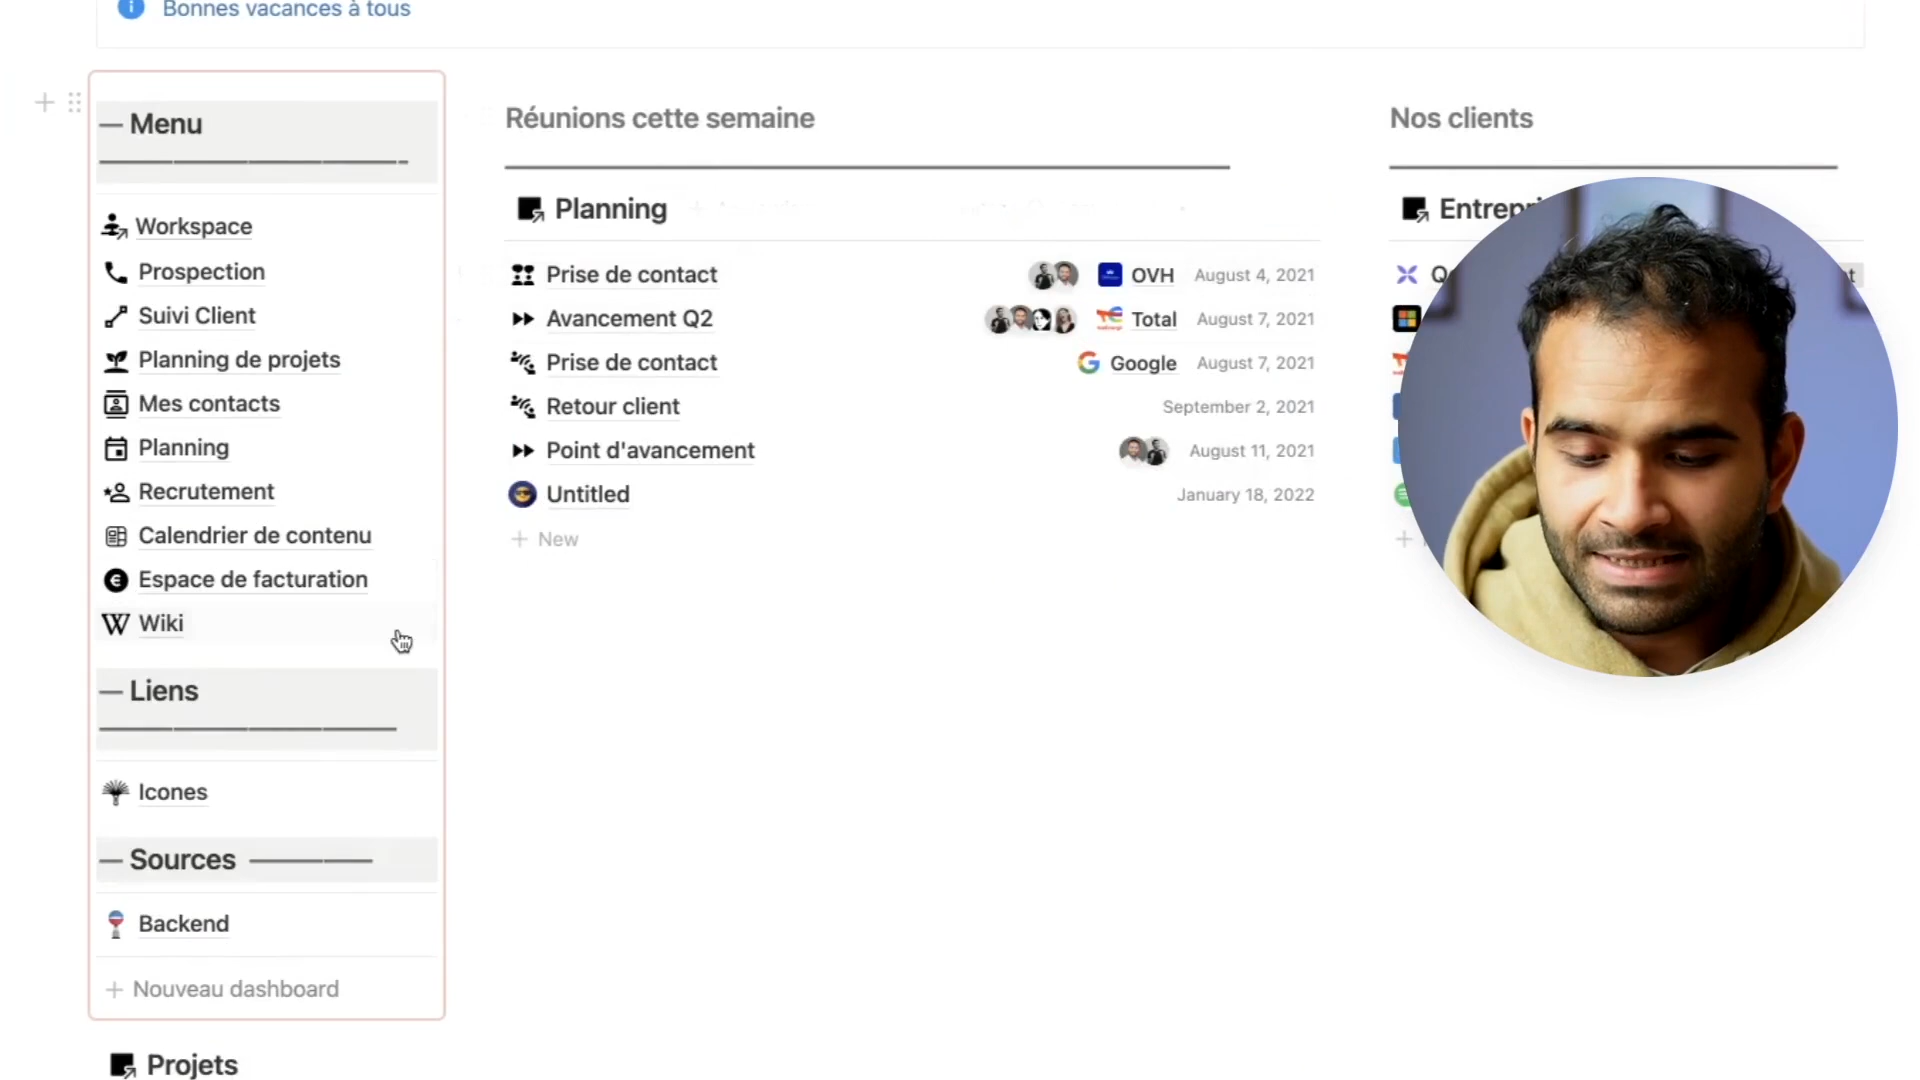 Bonnes vacances à tous
— Menu
Workspace
Prospection
Suivi Client
Planning de projets
Mes contacts
Planning
Recrutement
Calendrier de contenu
Espace de facturation
Wiki
— Liens
Icones
— Sources
Backend
+ Nouveau dashboard
Projets
Réunions cette semaine
Planning
Prise de contact OVH August 4, 2021
Avancement Q2 Total August 7, 2021
Prise de contact Google August 7, 2021
Retour client September 2, 2021
Point d'avancement August 11, 2021
Untitled January 18, 2022
+ New
Nos clients